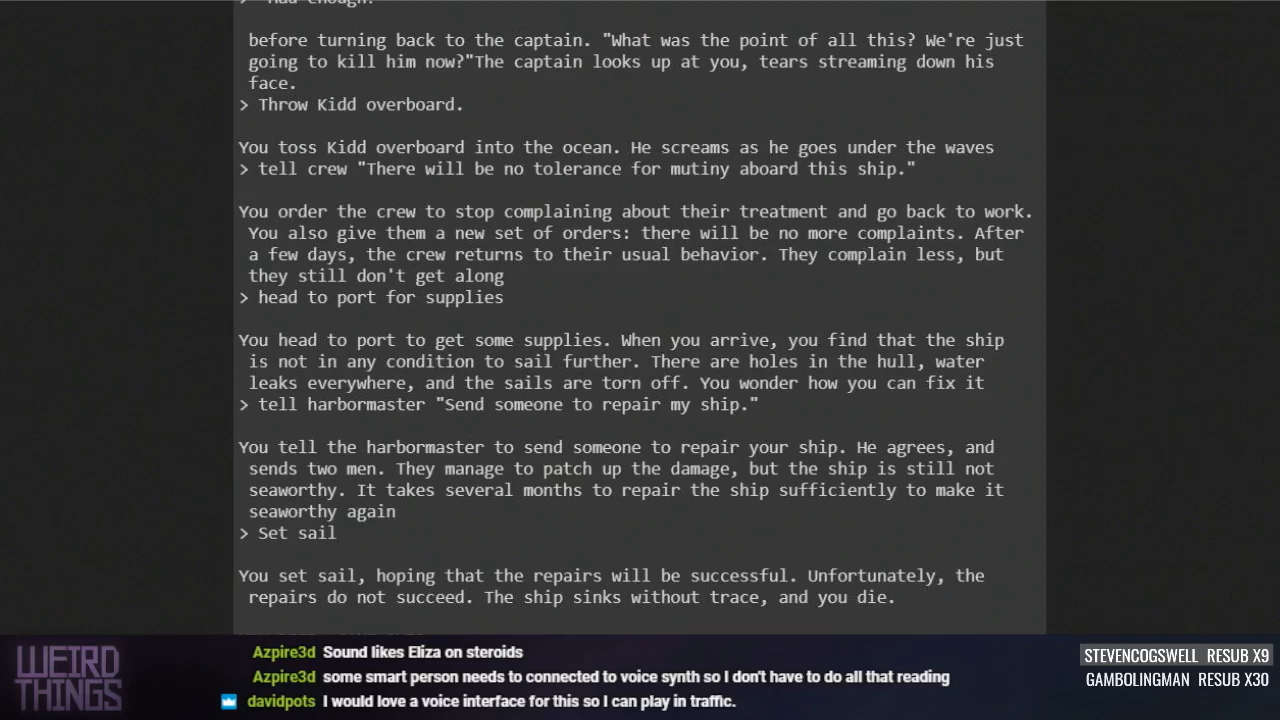 > "Had enough?"
before turning back to the captain. "What was the point of all this? We're just
going to kill him now?"The captain looks up at you, tears streaming down his
face.
> Throw Kidd overboard.
You toss Kidd overboard into the ocean. He screams as he goes under the waves
> tell crew "There will be no tolerance for mutiny aboard this ship."
You order the crew to stop complaining about their treatment and go back to work.
You also give them a new set of orders: there will be no more complaints. After
a few days, the crew returns to their usual behavior. They complain less, but
they still don't get along
> head to port for supplies
You head to port to get some supplies. When you arrive, you find that the ship
is not in any condition to sail further. There are holes in the hull, water
leaks everywhere, and the sails are torn off. You wonder how you can fix it
> tell harbormaster "Send someone to repair my ship."
You tell the harbormaster to send someone to repair your ship. He agrees, and
sends two men. They manage to patch up the damage, but the ship is still not
seaworthy. It takes several months to repair the ship sufficiently to make it
seaworthy again
> Set sail
You set sail, hoping that the repairs will be successful. Unfortunately, the
repairs do not succeed. The ship sinks without trace, and you die.
WEIRD
THINGS
Azpire3d Sound likes Eliza on steroids
Azpire3d some smart person needs to connected to voice synth so I don't have to do all that reading
davidpots I would love a voice interface for this so I can play in traffic.
STEVENCOGSWELL RESUB X9
GAMBOLINGMAN RESUB X30